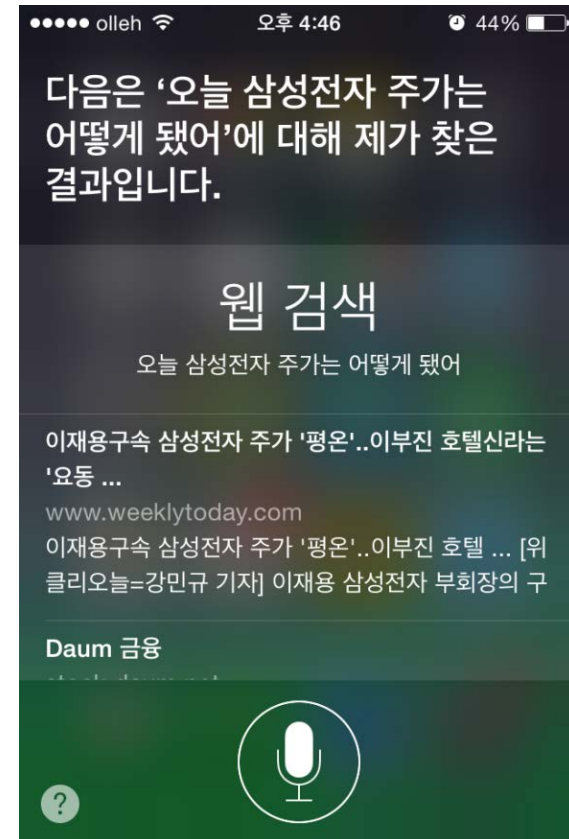 olleh 오후 4:46 44%
다음은 ‘오늘 삼성전자 주가는
어떻게 됐어’에 대해 제가 찾은
결과입니다.
웹 검색
오늘 삼성전자 주가는 어떻게 됐어
이재용구속 삼성전자 주가 '평온'..이부진 호텔신라는
'요동 ...
www.weeklytoday.com
이재용구속 삼성전자 주가 '평온'..이부진 호텔 ... [위
클리오늘=강민규 기자] 이재용 삼성전자 부회장의 구
Daum 금융
?